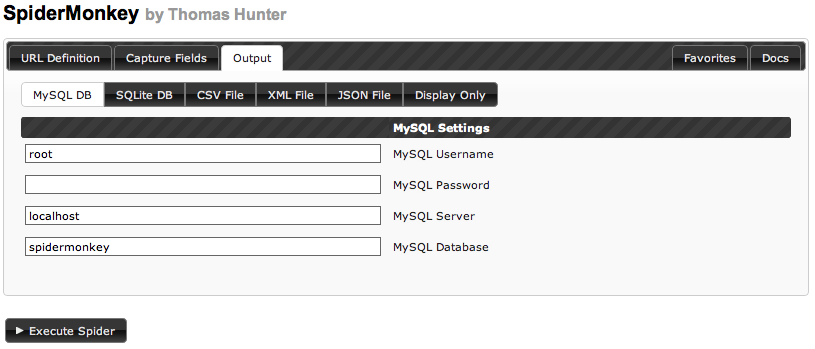 SpiderMonkey by Thomas Hunter
URL Definition Capture Fields Output Favorites Docs
MySQL DB SQLite DB CSV File XML File JSON File Display Only
MySQL Settings
root MySQL Username
MySQL Password
localhost MySQL Server
spidermonkey MySQL Database
Execute Spider